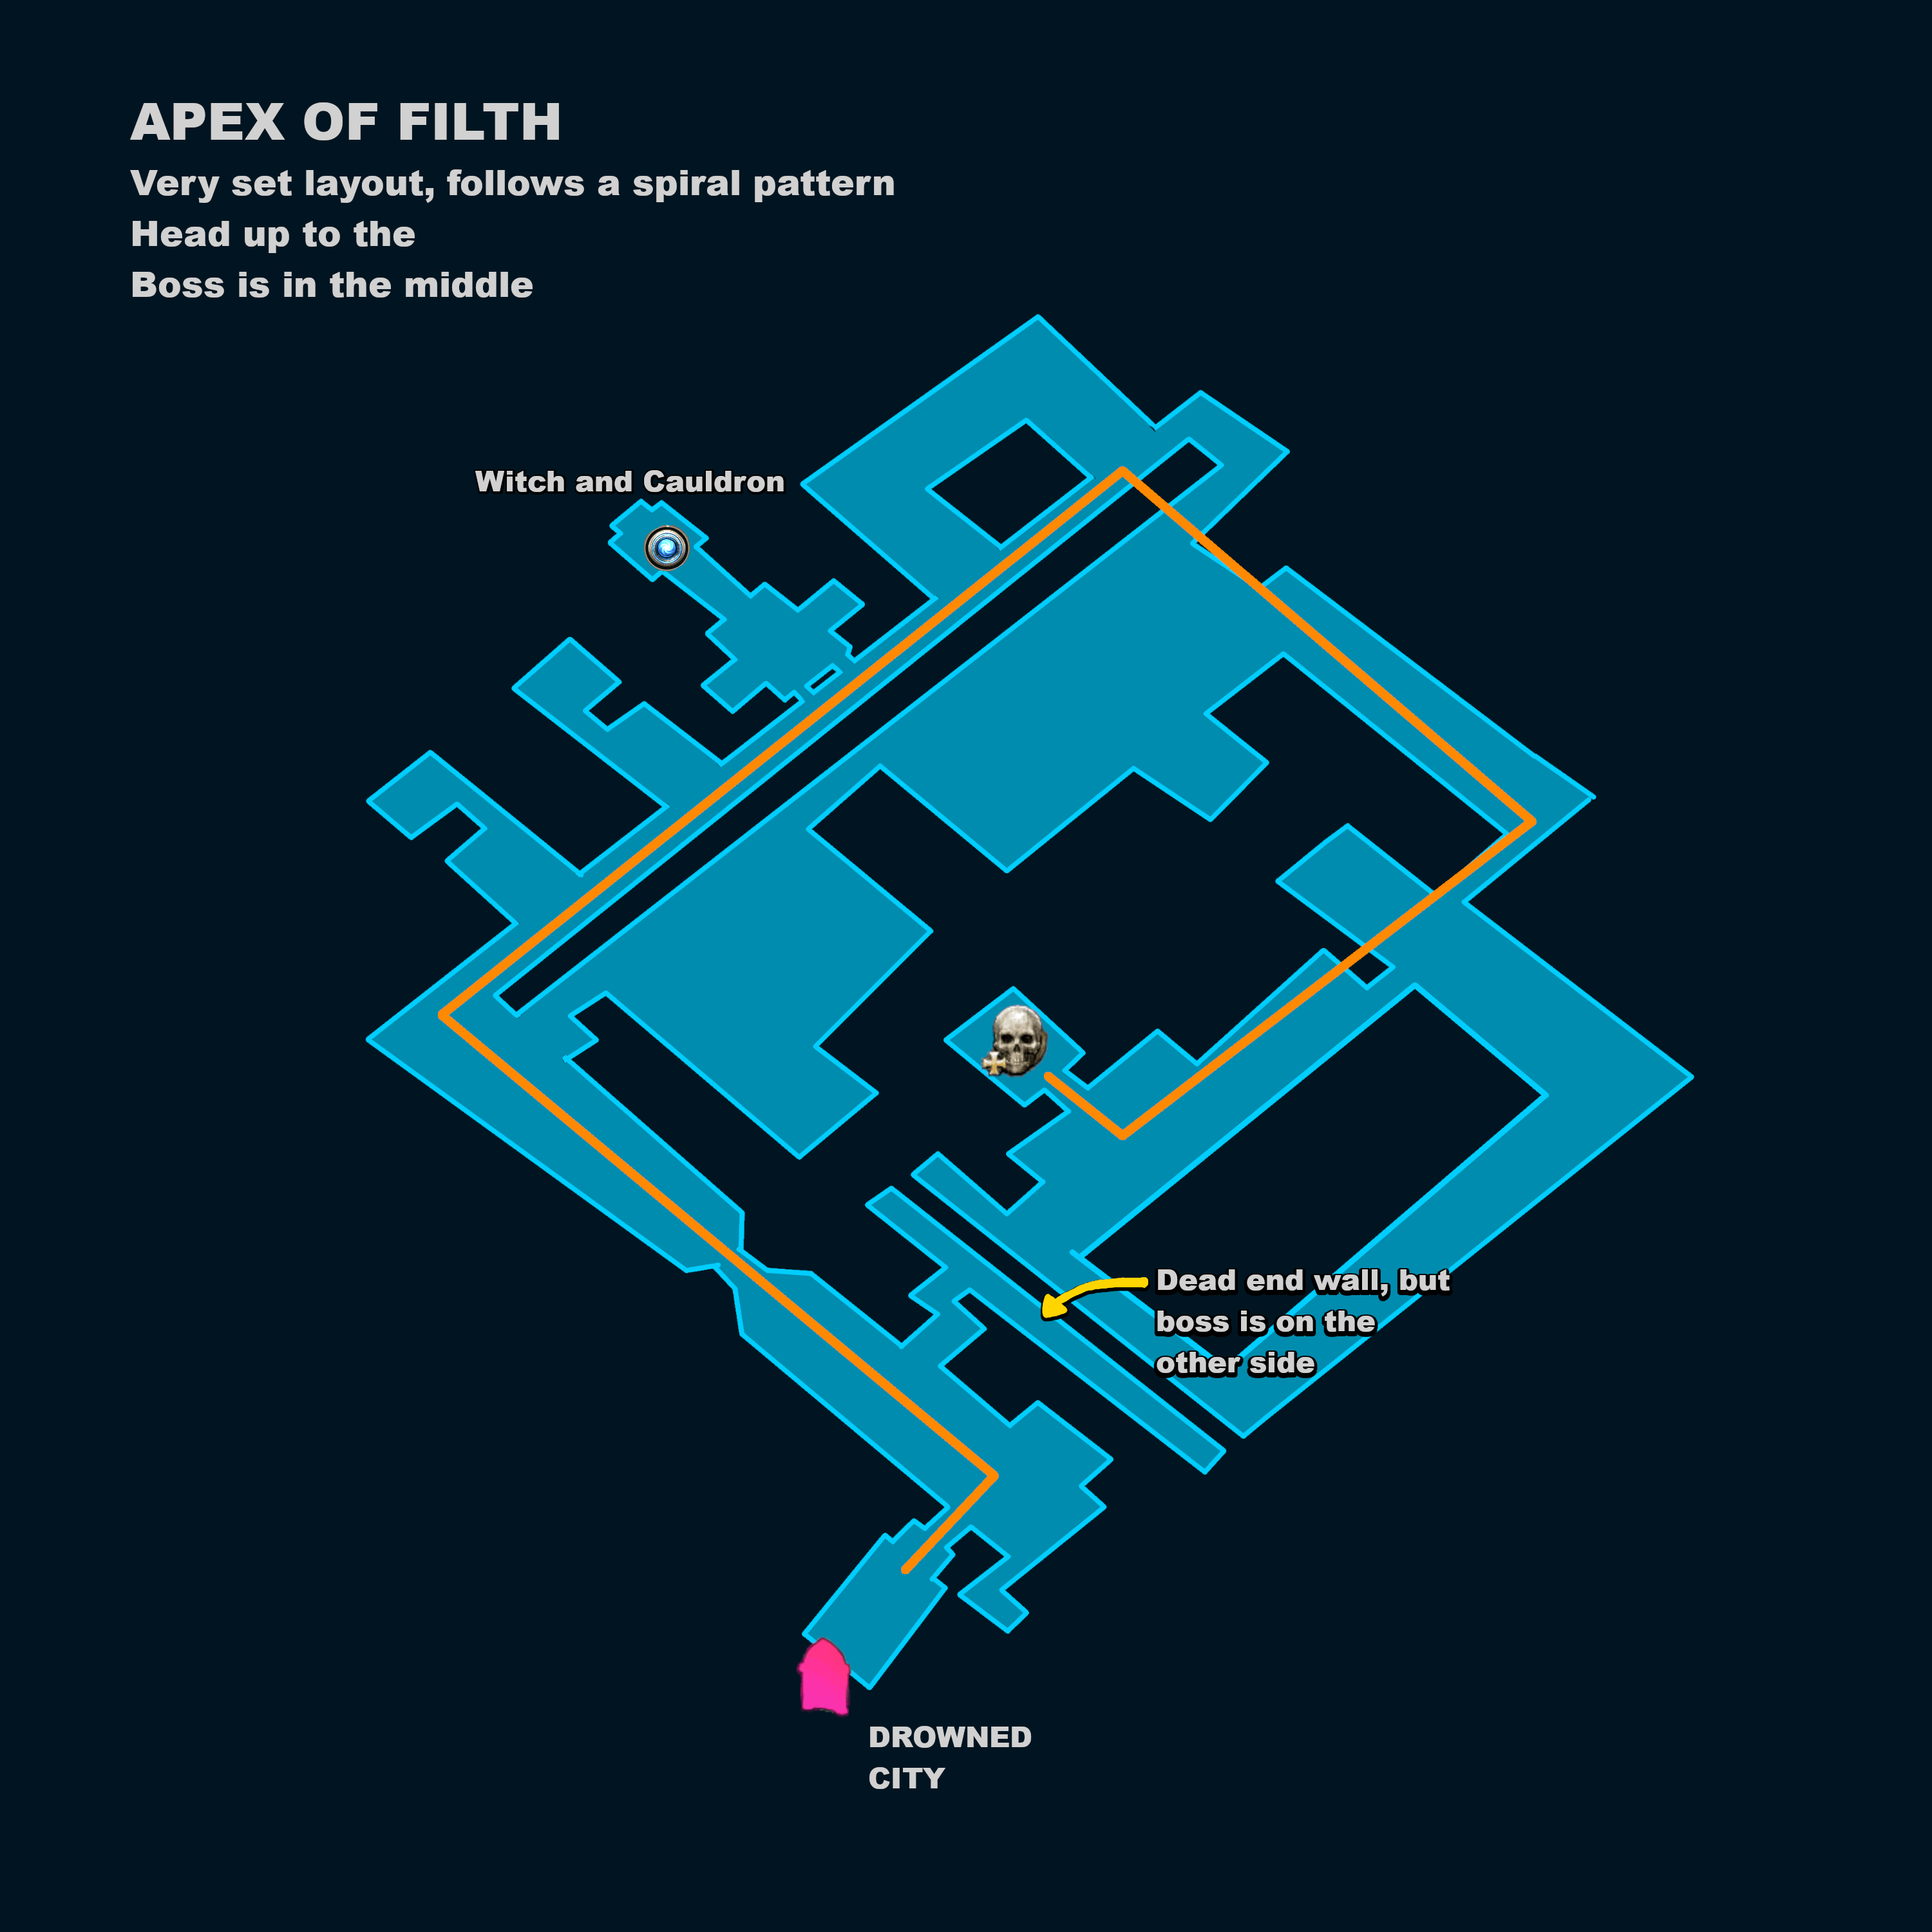 APEX OF FILTH
Very set layout, follows a spiral pattern
Head up to the
Boss is in the middle
Witch and Cauldron
Dead end wall, but
boss is on the
other side
DROWNED
CITY